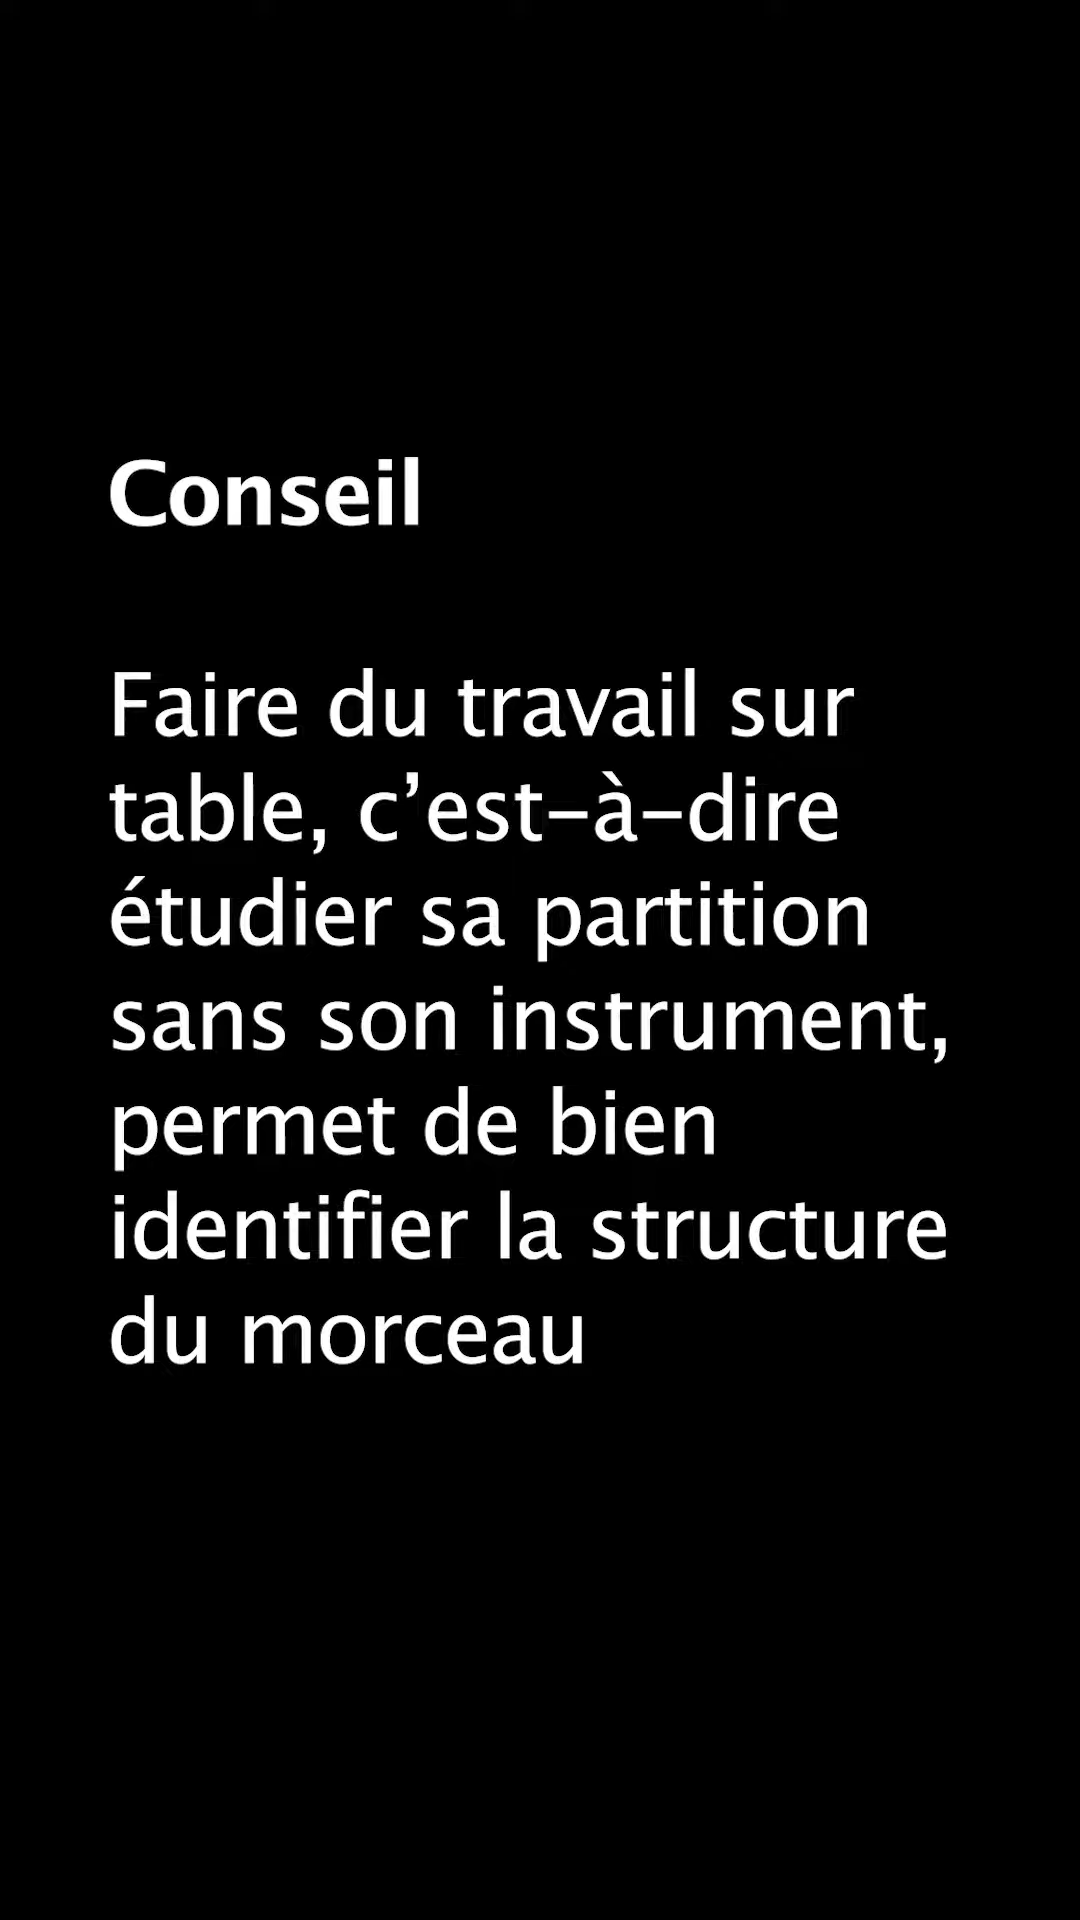 Conseil
Faire du travail sur
table, c’est-à-dire
étudier sa partition
sans son instrument,
permet de bien
identifier la structure
du morceau